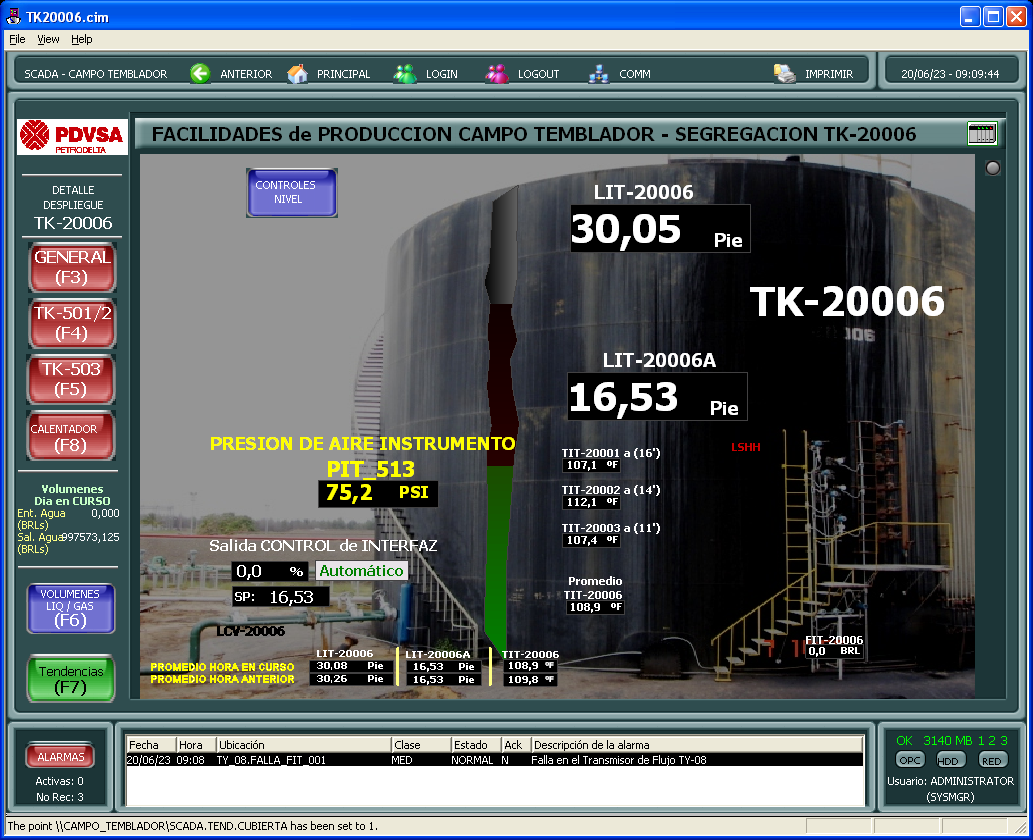 TK20006.cim
File View Help
SCADA - CAMPO TEMBLADOR ANTERIOR PRINCIPAL LOGIN LOGOUT COMM IMPRIMIR 20/06/23 - 09:09:44
PDVSA
PETRODELTA
FACILIDADES de PRODUCCION CAMPO TEMBLADOR - SEGREGACION TK-20006
DETALLE
DESPLIEGUE
TK-20006
GENERAL
(F3)
TK-501/2
(F4)
TK-503
(F5)
CALENTADOR
(F8)
Volumenes
Dia en CURSO
Ent. Agua 0,000
(BRLs)
Sal. Agua 997573,125
(BRLs)
VOLUMENES
LIQ / GAS
(F6)
Tendencias
(F7)
CONTROLES
NIVEL
LIT-20006
30,05 Pie
TK-20006
LIT-20006A
16,53 Pie
LSHH
PRESION DE AIRE INSTRUMENTO
PIT_513
75,2 PSI
TIT-20001 a (16')
107,1 ºF
TIT-20002 a (14')
112,1 ºF
TIT-20003 a (11')
107,4 ºF
Promedio
TIT-20006
108,9 ºF
Salida CONTROL de INTERFAZ
0,0 % Automático
SP: 16,53
LCV-20006
FIT-20006
0,0 BRL
LIT-20006 LIT-20006A TIT-20006
PROMEDIO HORA EN CURSO 30,08 Pie 16,53 Pie 108,9 ºF
PROMEDIO HORA ANTERIOR 30,26 Pie 16,53 Pie 109,8 ºF
ALARMAS
Activas: 0
No Rec: 3
Fecha Hora Ubicación Clase Estado Ack Descripción de la alarma
20/06/23 09:08 TY_08.FALLA_FIT_001 MED NORMAL N Falla en el Transmisor de Flujo TY-08
OK 3140 MB 1 2 3
OPC HDD RED
Usuario: ADMINISTRATOR
(SYSMGR)
The point \\CAMPO_TEMBLADOR\SCADA.TEND.CUBIERTA has been set to 1.